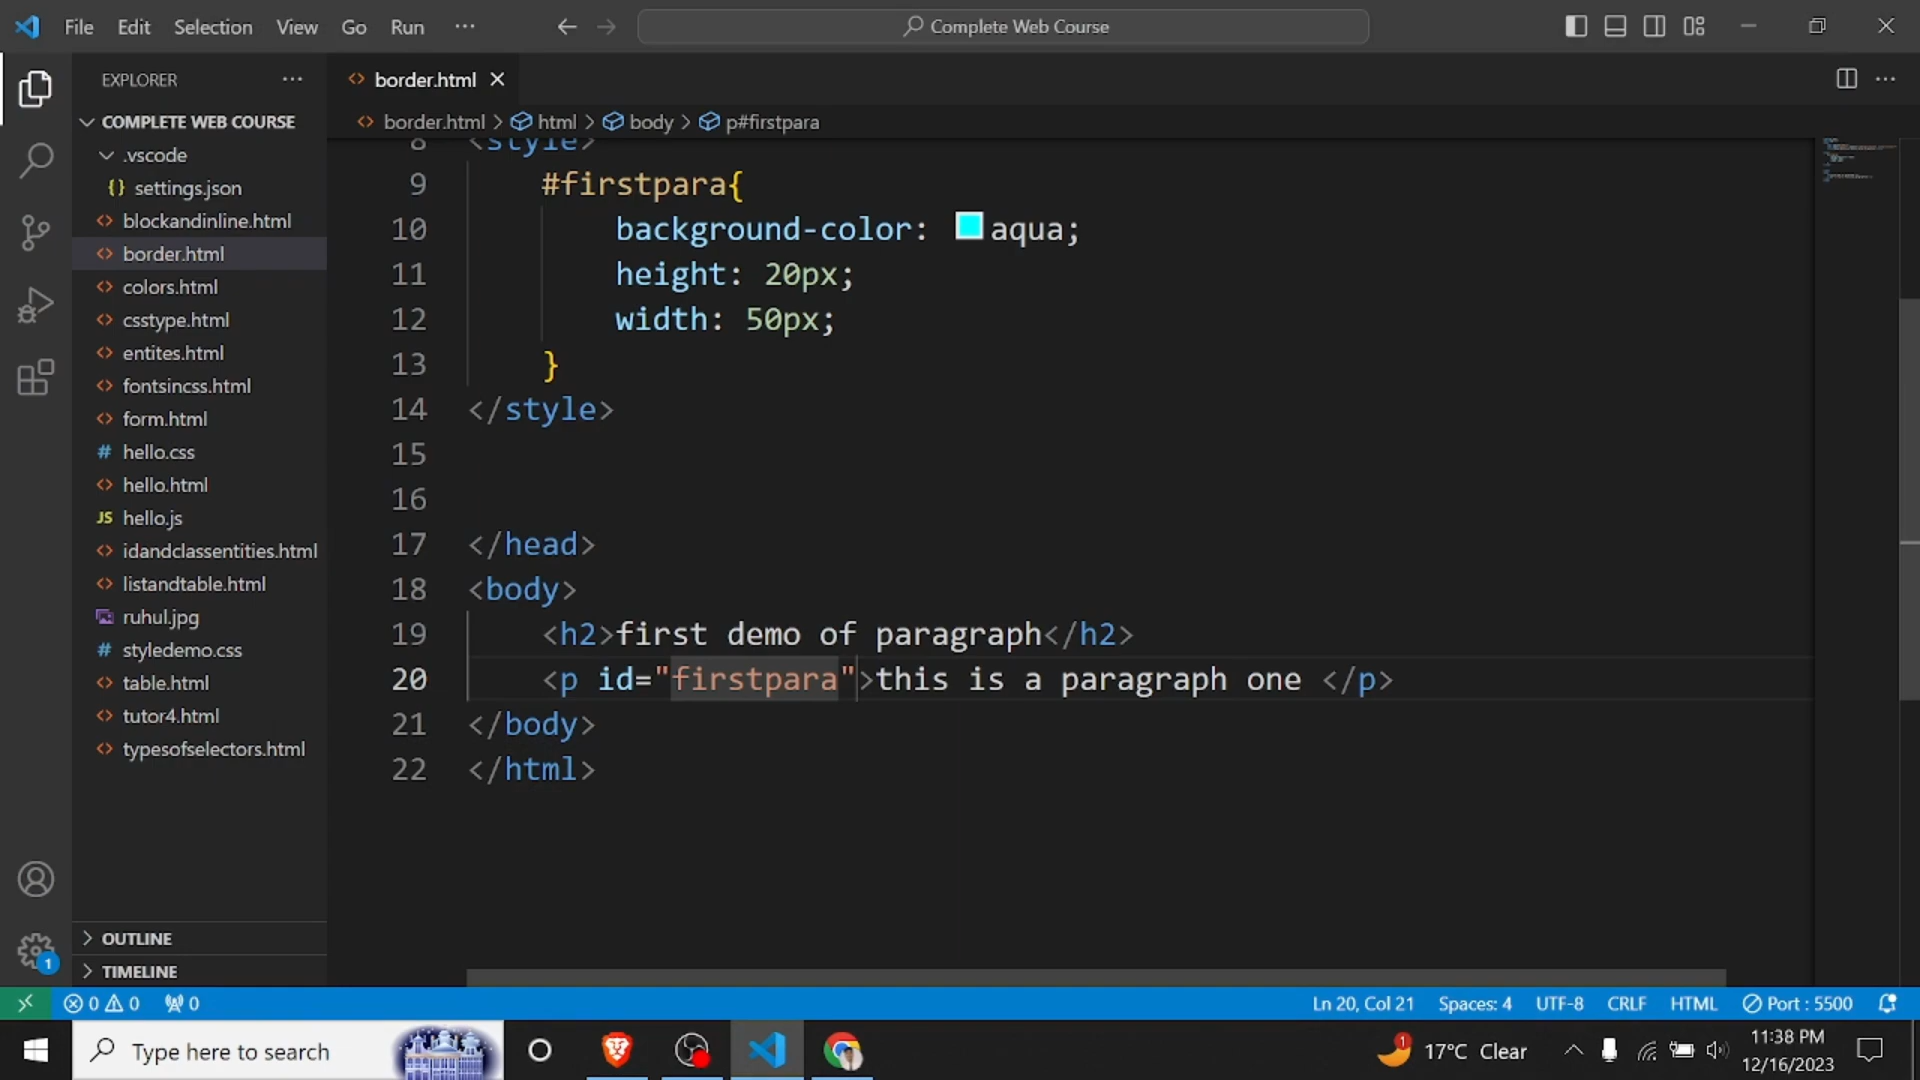 File Edit Selection View Go Run ··· Complete Web Course
EXPLORER ···
border.html
COMPLETE WEB COURSE
border.html > html > body > p#firstpara
.vscode
{} settings.json
blockandinline.html
border.html
colors.html
csstype.html
entites.html
fontsincss.html
form.html
# hello.css
hello.html
JS hello.js
idandclassentities.html
listandtable.html
ruhul.jpg
# styledemo.css
table.html
tutor4.html
typesofselectors.html
OUTLINE
TIMELINE
8 <style>
9 #firstpara{
10 background-color: aqua;
11 height: 20px;
12 width: 50px;
13 }
14 </style>
15
16
17 </head>
18 <body>
19 <h2>first demo of paragraph</h2>
20 <p id="firstpara">this is a paragraph one </p>
21 </body>
22 </html>
1
0 0 0 Ln 20, Col 21 Spaces: 4 UTF-8 CRLF HTML Port : 5500
Type here to search 1 17°C Clear 11:38 PM
12/16/2023